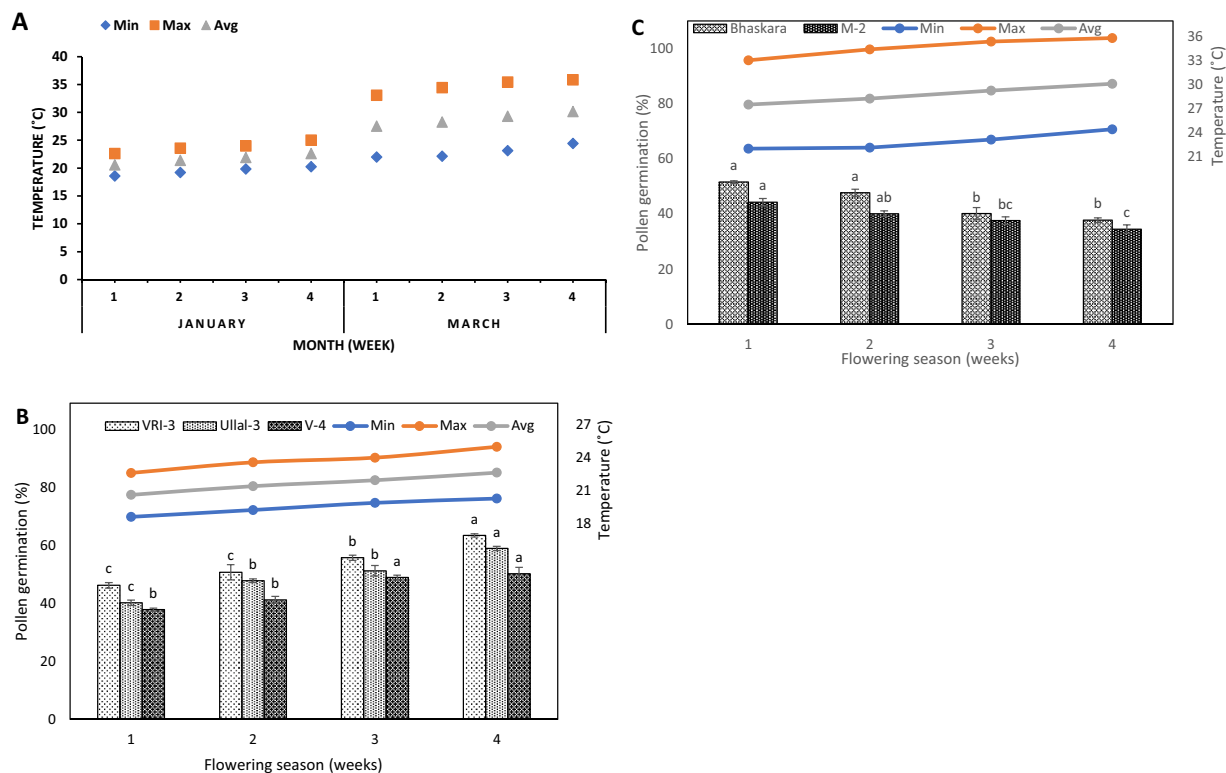 A
Min Max Avg
TEMPERATURE (˚C)
40
35
30
25
20
15
10
5
0
1 2 3 4 1 2 3 4
JANUARY MARCH
MONTH (WEEK)
C
Bhaskara M-2 Min Max Avg
Pollen germination (%)
100
80
60
40
20
0
Temperature (˚C)
36
33
30
27
24
21
a a a ab b bc b c
1 2 3 4
Flowering season (weeks)
B
VRI-3 Ullal-3 V-4 Min Max Avg
Pollen germination (%)
100
80
60
40
20
0
Temperature (˚C)
27
24
21
18
c c b c b b b b a a a a
1 2 3 4
Flowering season (weeks)